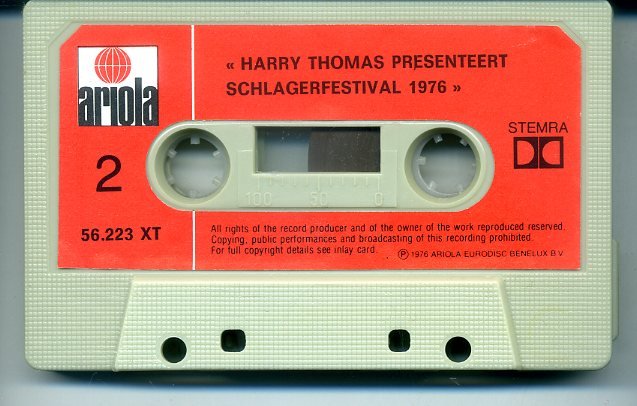 « HARRY THOMAS PRESENTEERT
SCHLAGERFESTIVAL 1976 »
ariola
STEMRA
2
100 50 0
56.223 XT
All rights of the record producer and of the owner of the work reproduced reserved.
Copying, public performances and broadcasting of this recording prohibited.
For full copyright details see inlay card.
Ⓟ 1976 ARIOLA EURODISC BENELUX B.V.